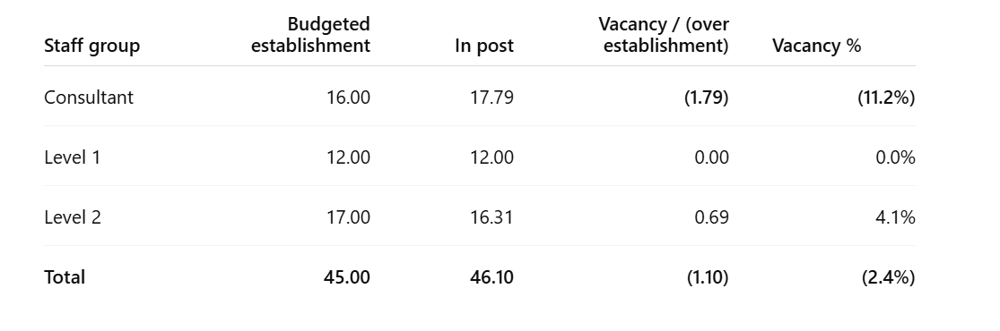 Staff group Budgeted establishment In post Vacancy / (over establishment) Vacancy %
Consultant 16.00 17.79 (1.79) (11.2%)
Level 1 12.00 12.00 0.00 0.0%
Level 2 17.00 16.31 0.69 4.1%
Total 45.00 46.10 (1.10) (2.4%)